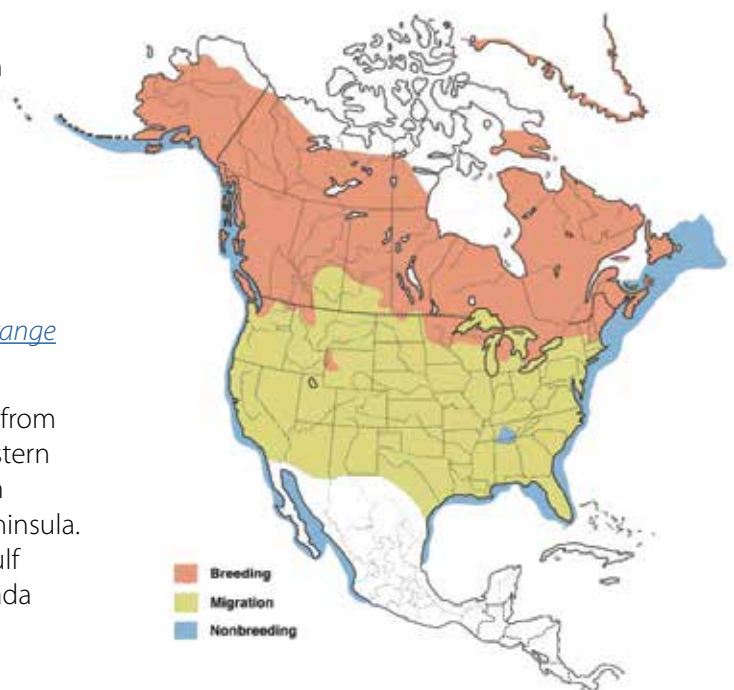 ange
from
stern
ninsula.
ulf
nda
Breeding
Migration
Nonbreeding